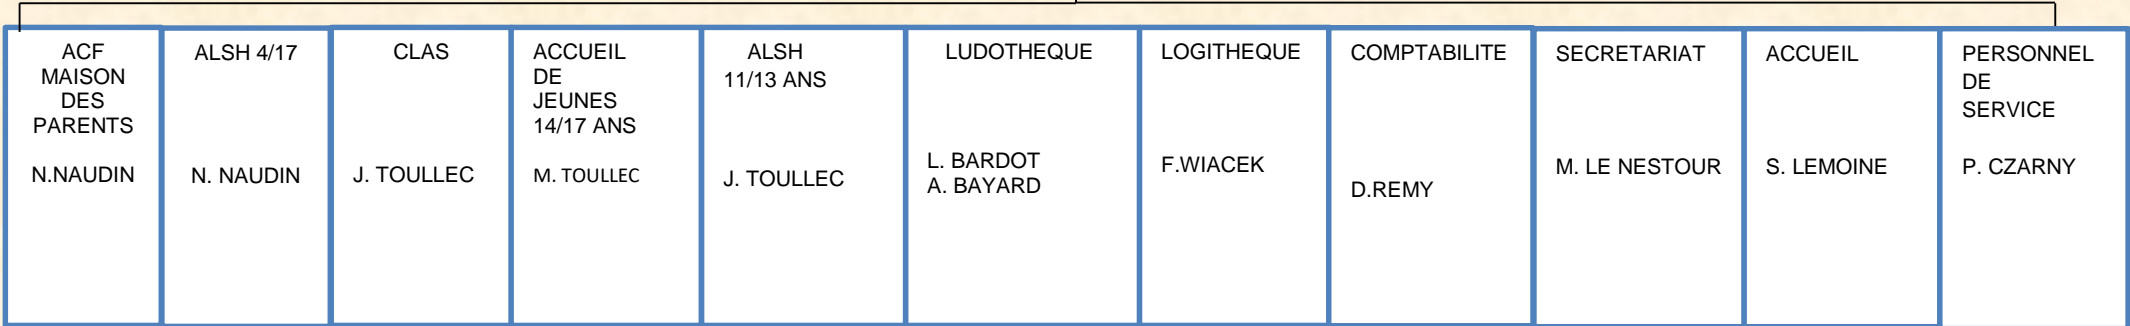 ACF
MAISON
DES
PARENTS
N.NAUDIN
ALSH 4/17
N. NAUDIN
CLAS
J. TOULLEC
ACCUEIL
DE
JEUNES
14/17 ANS
M. TOULLEC
ALSH
11/13 ANS
J. TOULLEC
LUDOTHEQUE
L. BARDOT
A. BAYARD
LOGITHEQUE
F.WIACEK
COMPTABILITE
D.REMY
SECRETARIAT
M. LE NESTOUR
ACCUEIL
S. LEMOINE
PERSONNEL
DE
SERVICE
P. CZARNY